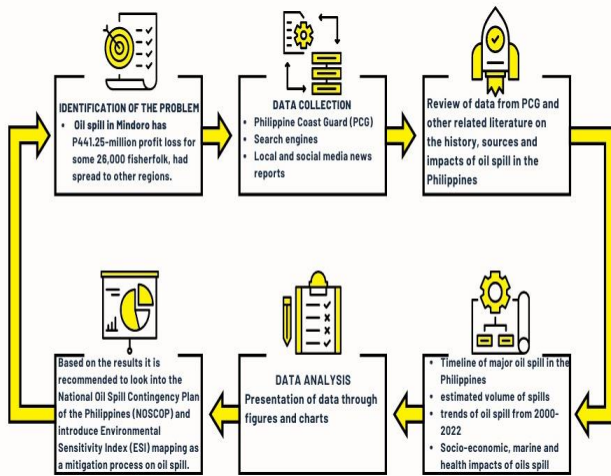 IDENTIFICATION OF THE PROBLEM
• Oil spill in Mindoro has
P441.25-million profit loss for
some 26,000 fisherfolk, had
spread to other regions.
DATA COLLECTION
• Philippine Coast Guard (PCG)
• Search engines
• Local and social media news
reports
Review of data from PCG and
other related literature on
the history, sources and
impacts of oil spill in the
Philippines
• Timeline of major oil spill in the
Philippines
• estimated volume of spills
• trends of oil spill from 2000-
2022
• Socio-economic, marine and
health impacts of oils spill
DATA ANALYSIS
Presentation of data through
figures and charts
Based on the results it is
recommended to look into the
National Oil Spill Contingency Plan
of the Philippines (NOSCOP) and
introduce Environmental
Sensitivity Index (ESI) mapping as
a mitigation process on oil spill.